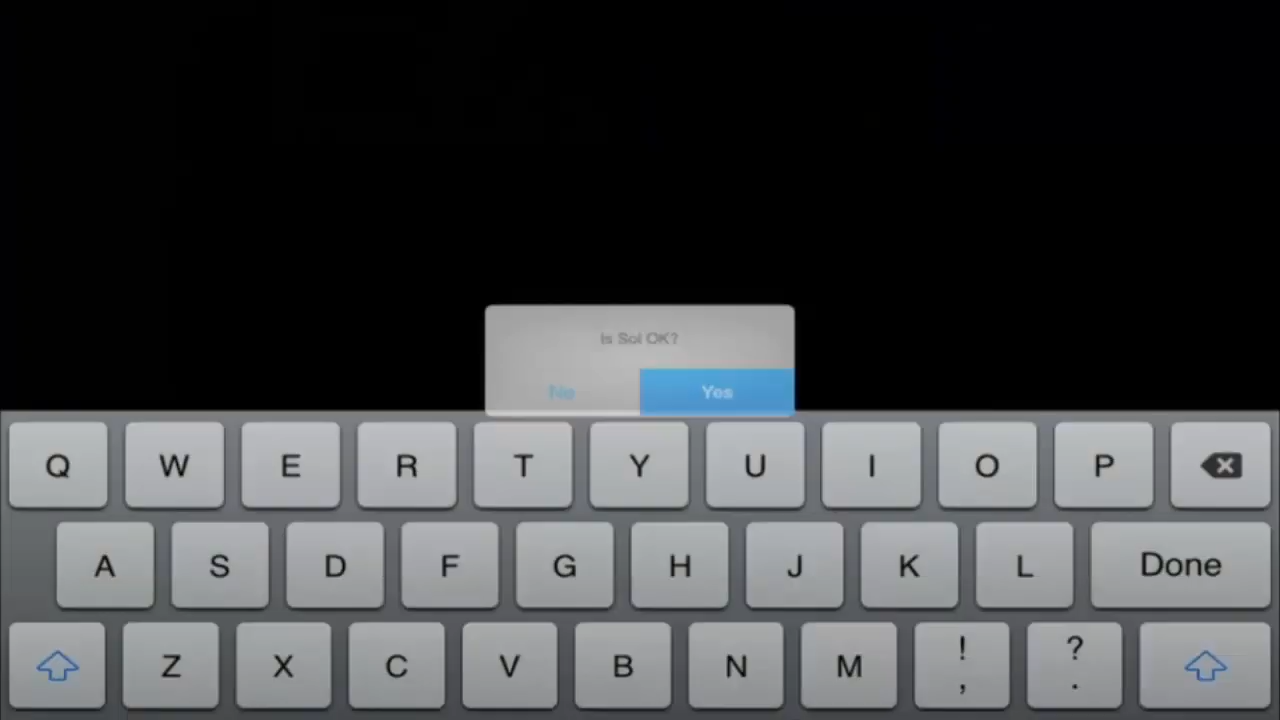 Is Sol OK?
No Yes
Q W E R T Y U I O P
A S D F G H J K L Done
Z X C V B N M ! , ? .